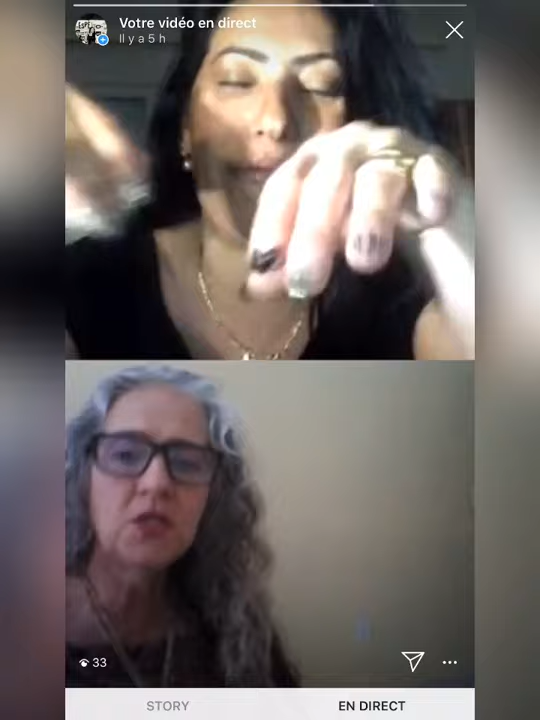 Votre vidéo en direct
Il y a 5 h
33
STORY
EN DIRECT